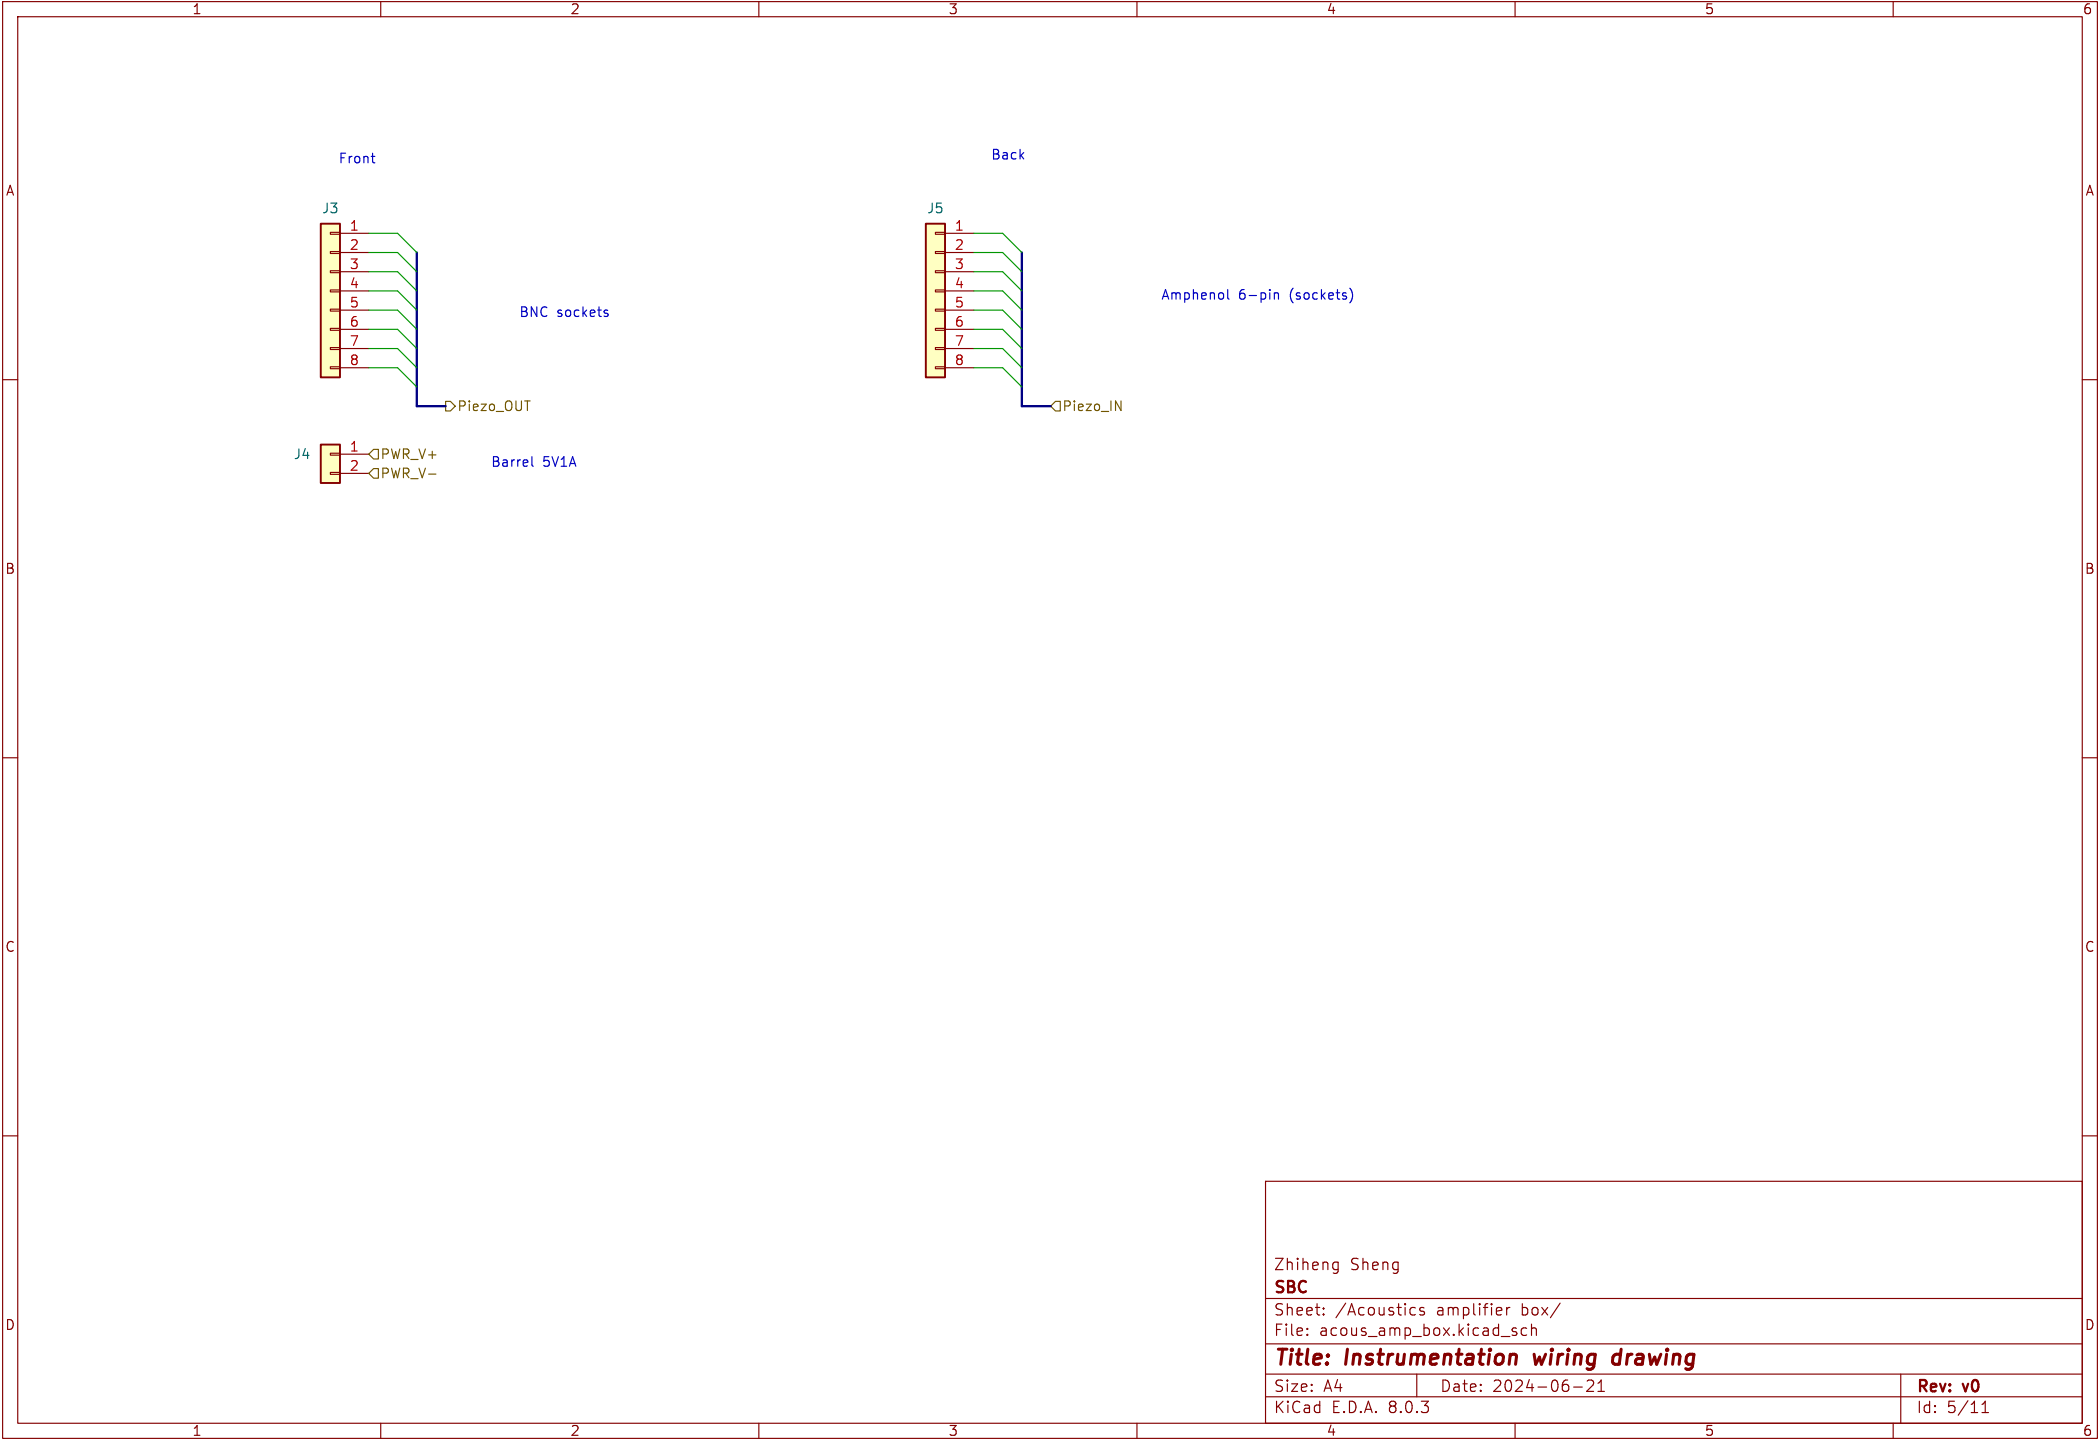 1 2 3 4 5 6
Front
Back
A A
J3
J5
1
2
3
4
5
6
7
8
1
2
3
4
5
6
7
8
BNC sockets
Amphenol 6-pin (sockets)
Piezo_OUT
Piezo_IN
J4
1
2
PWR_V+
PWR_V-
Barrel 5V1A
B B
C C
D D
Zhiheng Sheng
SBC
Sheet: /Acoustics amplifier box/
File: acous_amp_box.kicad_sch
Title: Instrumentation wiring drawing
Size: A4 Date: 2024-06-21 Rev: v0
KiCad E.D.A. 8.0.3 Id: 5/11
1 2 3 4 5 6